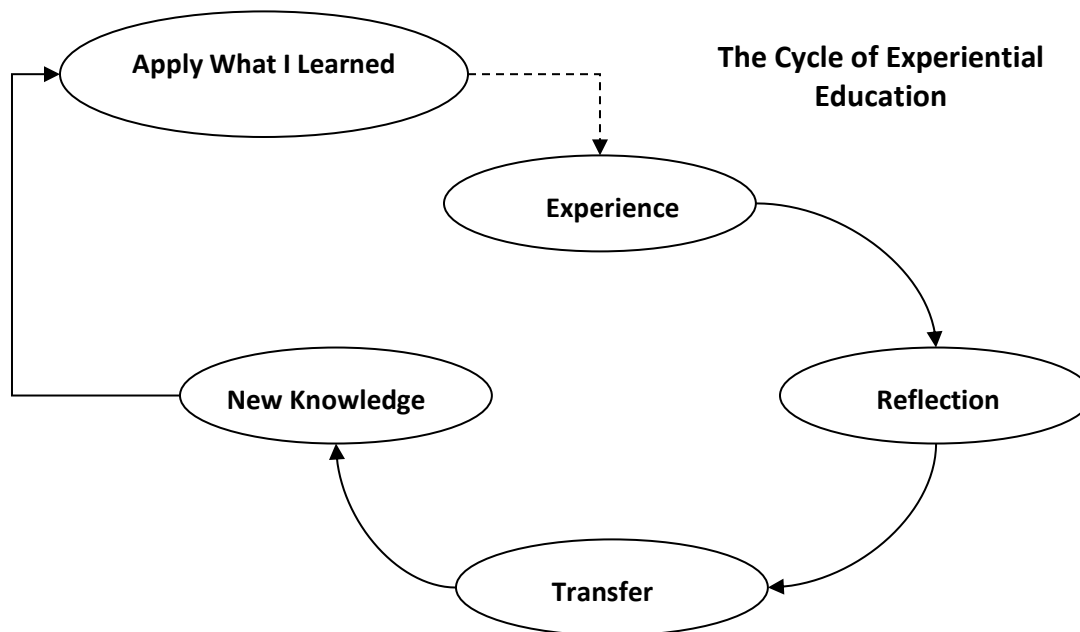 The Cycle of Experiential
Education
Apply What I Learned
Experience
Reflection
Transfer
New Knowledge